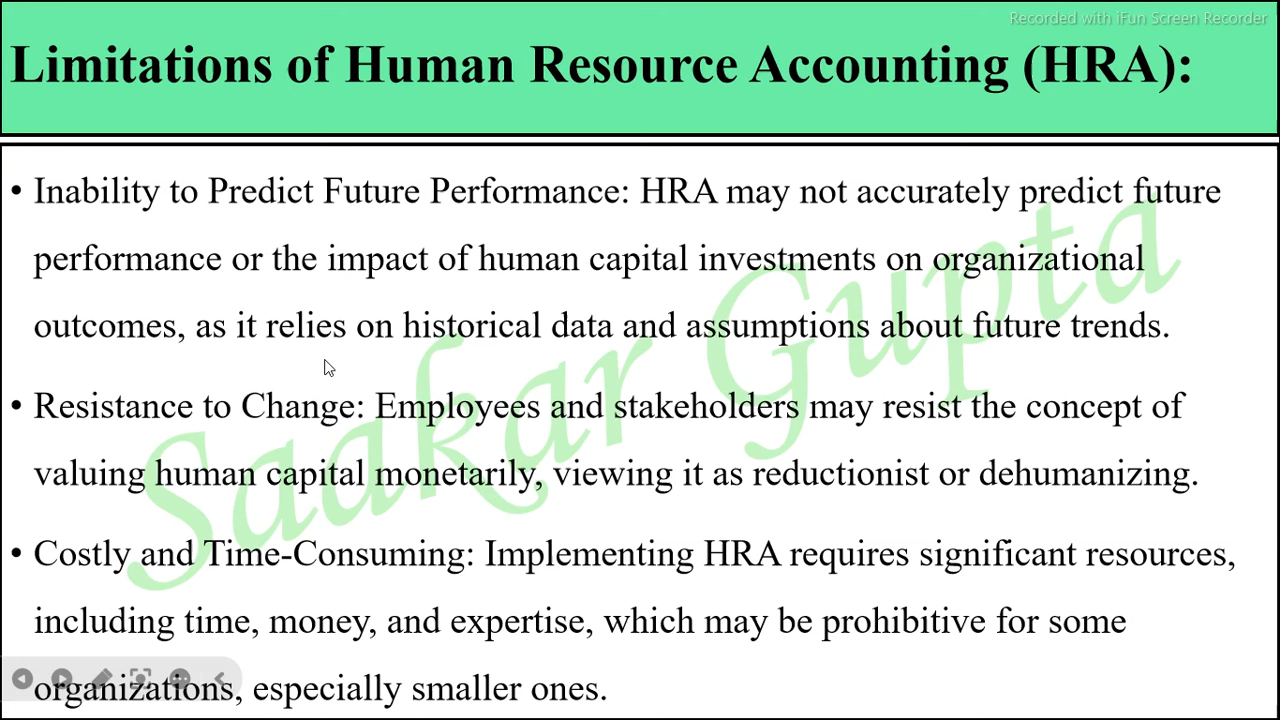 Recorded with iFun Screen Recorder
Limitations of Human Resource Accounting (HRA):
• Inability to Predict Future Performance: HRA may not accurately predict future
performance or the impact of human capital investments on organizational
outcomes, as it relies on historical data and assumptions about future trends.
• Resistance to Change: Employees and stakeholders may resist the concept of
valuing human capital monetarily, viewing it as reductionist or dehumanizing.
• Costly and Time-Consuming: Implementing HRA requires significant resources,
including time, money, and expertise, which may be prohibitive for some
organizations, especially smaller ones.
Saakar Gupta